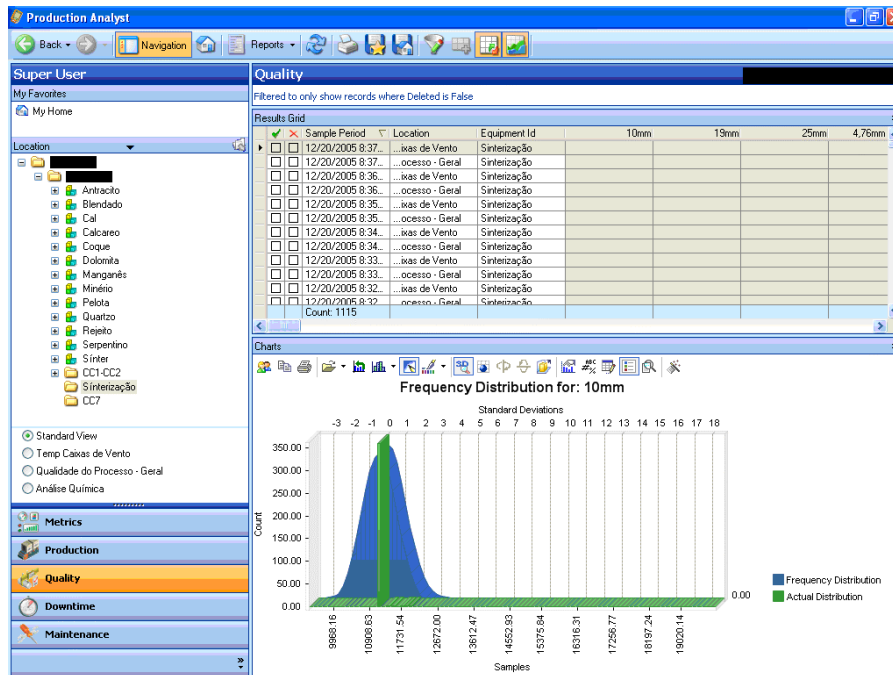 Production Analyst
Back Navigation Reports
Super User
Quality
My Favorites
Filtered to only show records where Deleted is False
My Home
Results Grid
Sample Period Location Equipment Id 10mm 19mm 25mm 4,76mm
12/20/2005 8:37... ...ixas de Vento Sinterização
12/20/2005 8:37... ...ocesso - Geral Sinterização
12/20/2005 8:36... ...ixas de Vento Sinterização
12/20/2005 8:36... ...ocesso - Geral Sinterização
12/20/2005 8:35... ...ixas de Vento Sinterização
12/20/2005 8:35... ...ocesso - Geral Sinterização
12/20/2005 8:34... ...ixas de Vento Sinterização
12/20/2005 8:34... ...ocesso - Geral Sinterização
12/20/2005 8:33... ...ixas de Vento Sinterização
12/20/2005 8:33... ...ocesso - Geral Sinterização
12/20/2005 8:32... ...ixas de Vento Sinterização
12/20/2005 8:32... ...ocesso - Geral Sinterização
Count: 1115
Location
Antracito
Blendado
Cal
Calcareo
Coque
Dolomita
Manganês
Minério
Pelota
Quartzo
Rejeito
Serpentino
Sínter
CC1-CC2
Sinterização
CC7
Standard View
Temp Caixas de Vento
Qualidade do Processo - Geral
Análise Química
Metrics
Production
Quality
Downtime
Maintenance
Charts
3D
ABC
Frequency Distribution for: 10mm
Standard Deviations
-3 -2 -1 0 1 2 3 4 5 6 7 8 9 10 11 12 13 14 15 16 17 18
350.00
300.00
250.00
200.00
150.00
100.00
50.00
0.00
Count
0.00
Frequency Distribution
Actual Distribution
9968.16 10908.63 11731.54 12672.00 13612.47 14552.93 15375.84 16316.31 17256.77 18197.24 19020.14
Samples